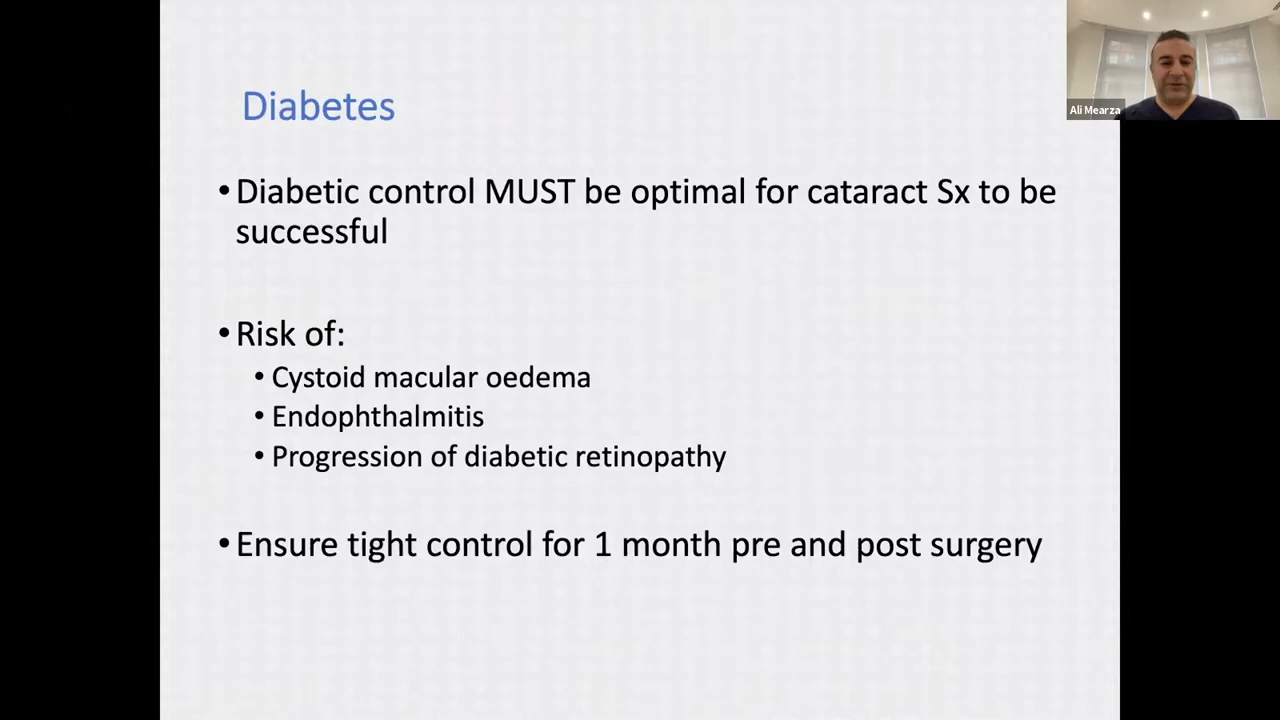 Ali Mearza
Diabetes
•Diabetic control MUST be optimal for cataract Sx to be
successful
•Risk of:
•Cystoid macular oedema
•Endophthalmitis
•Progression of diabetic retinopathy
•Ensure tight control for 1 month pre and post surgery